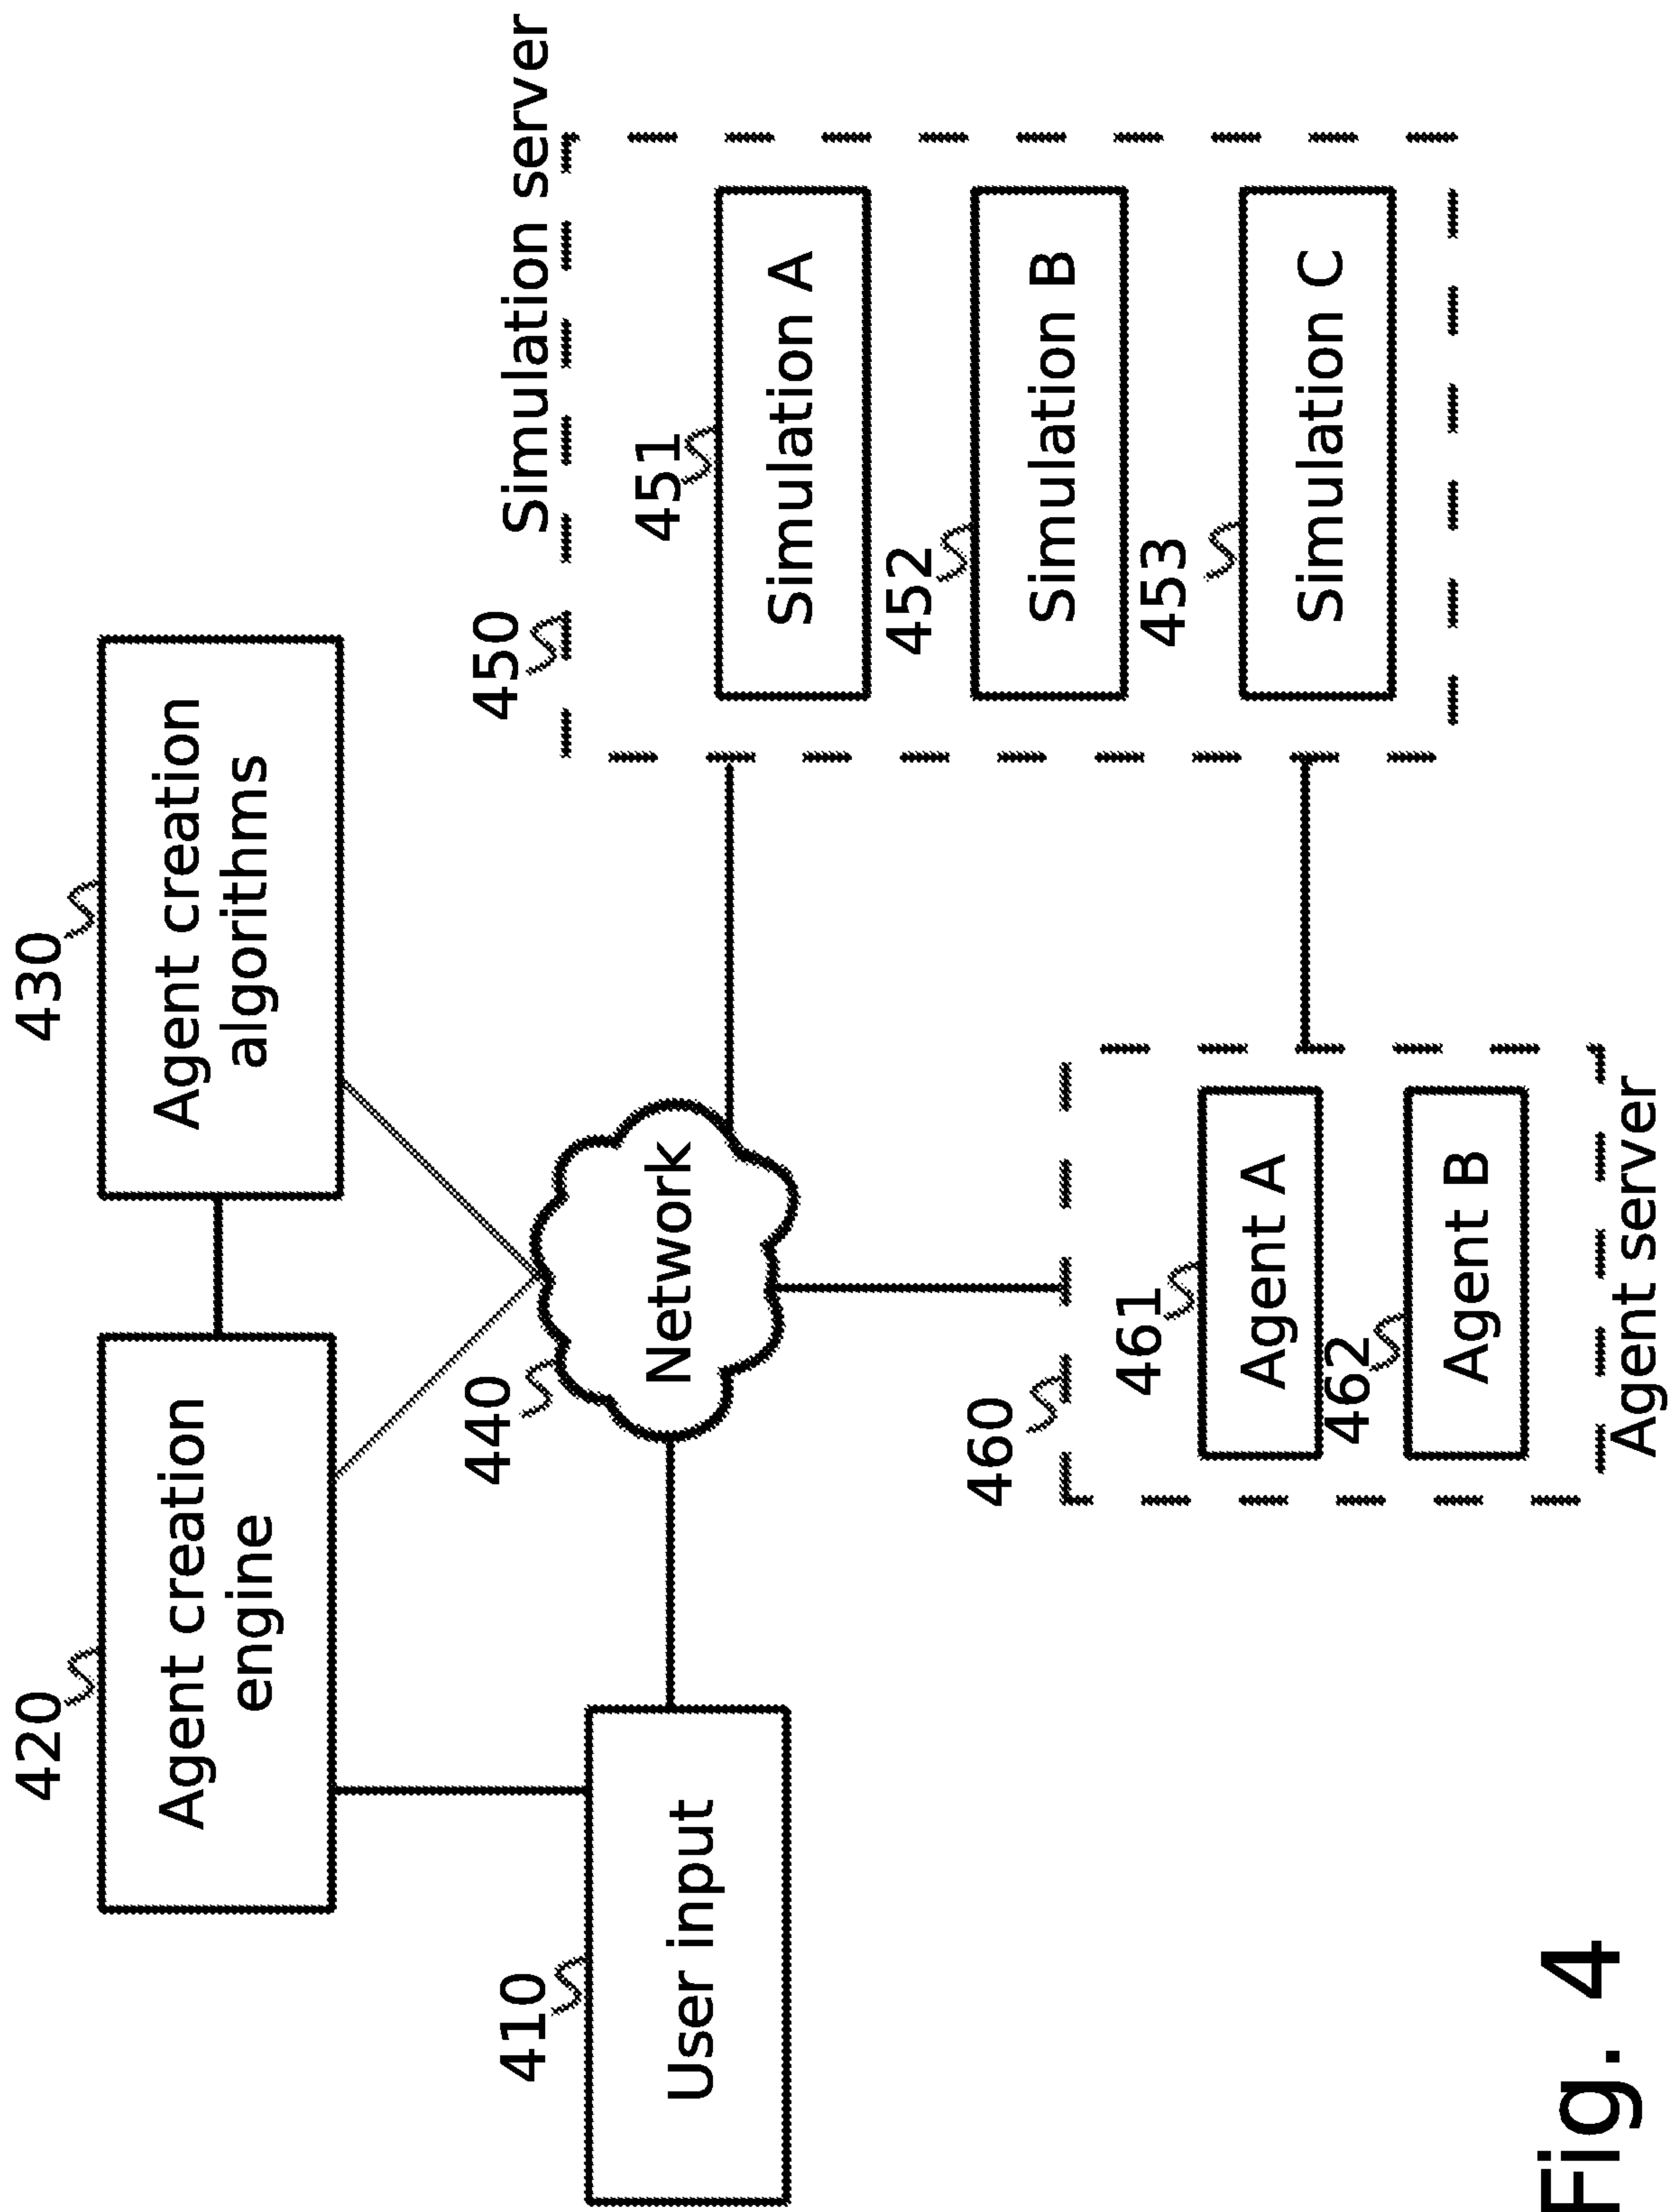 420
Agent creation
engine
430
Agent creation
algorithms
410
User input
440
Network
450
Simulation server
451
Simulation A
452
Simulation B
453
Simulation C
460
461
Agent A
462
Agent B
Agent server
Fig. 4